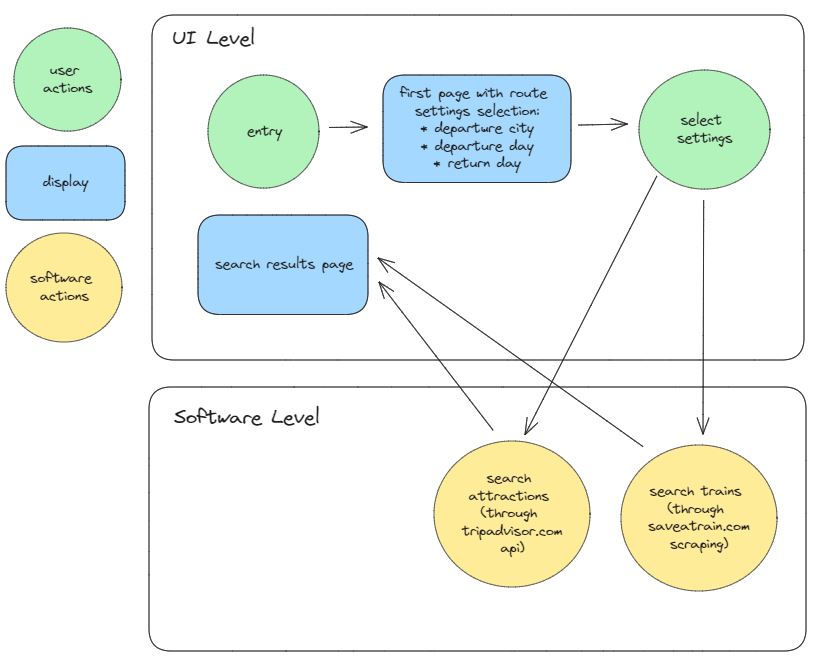 user
actions
display
software
actions
UI Level
entry
first page with route
settings selection:
* departure city
* departure day
* return day
select
settings
search results page
Software Level
search
attractions
(through
tripadvisor.com
api)
search trains
(through
saveatrain.com
scraping)